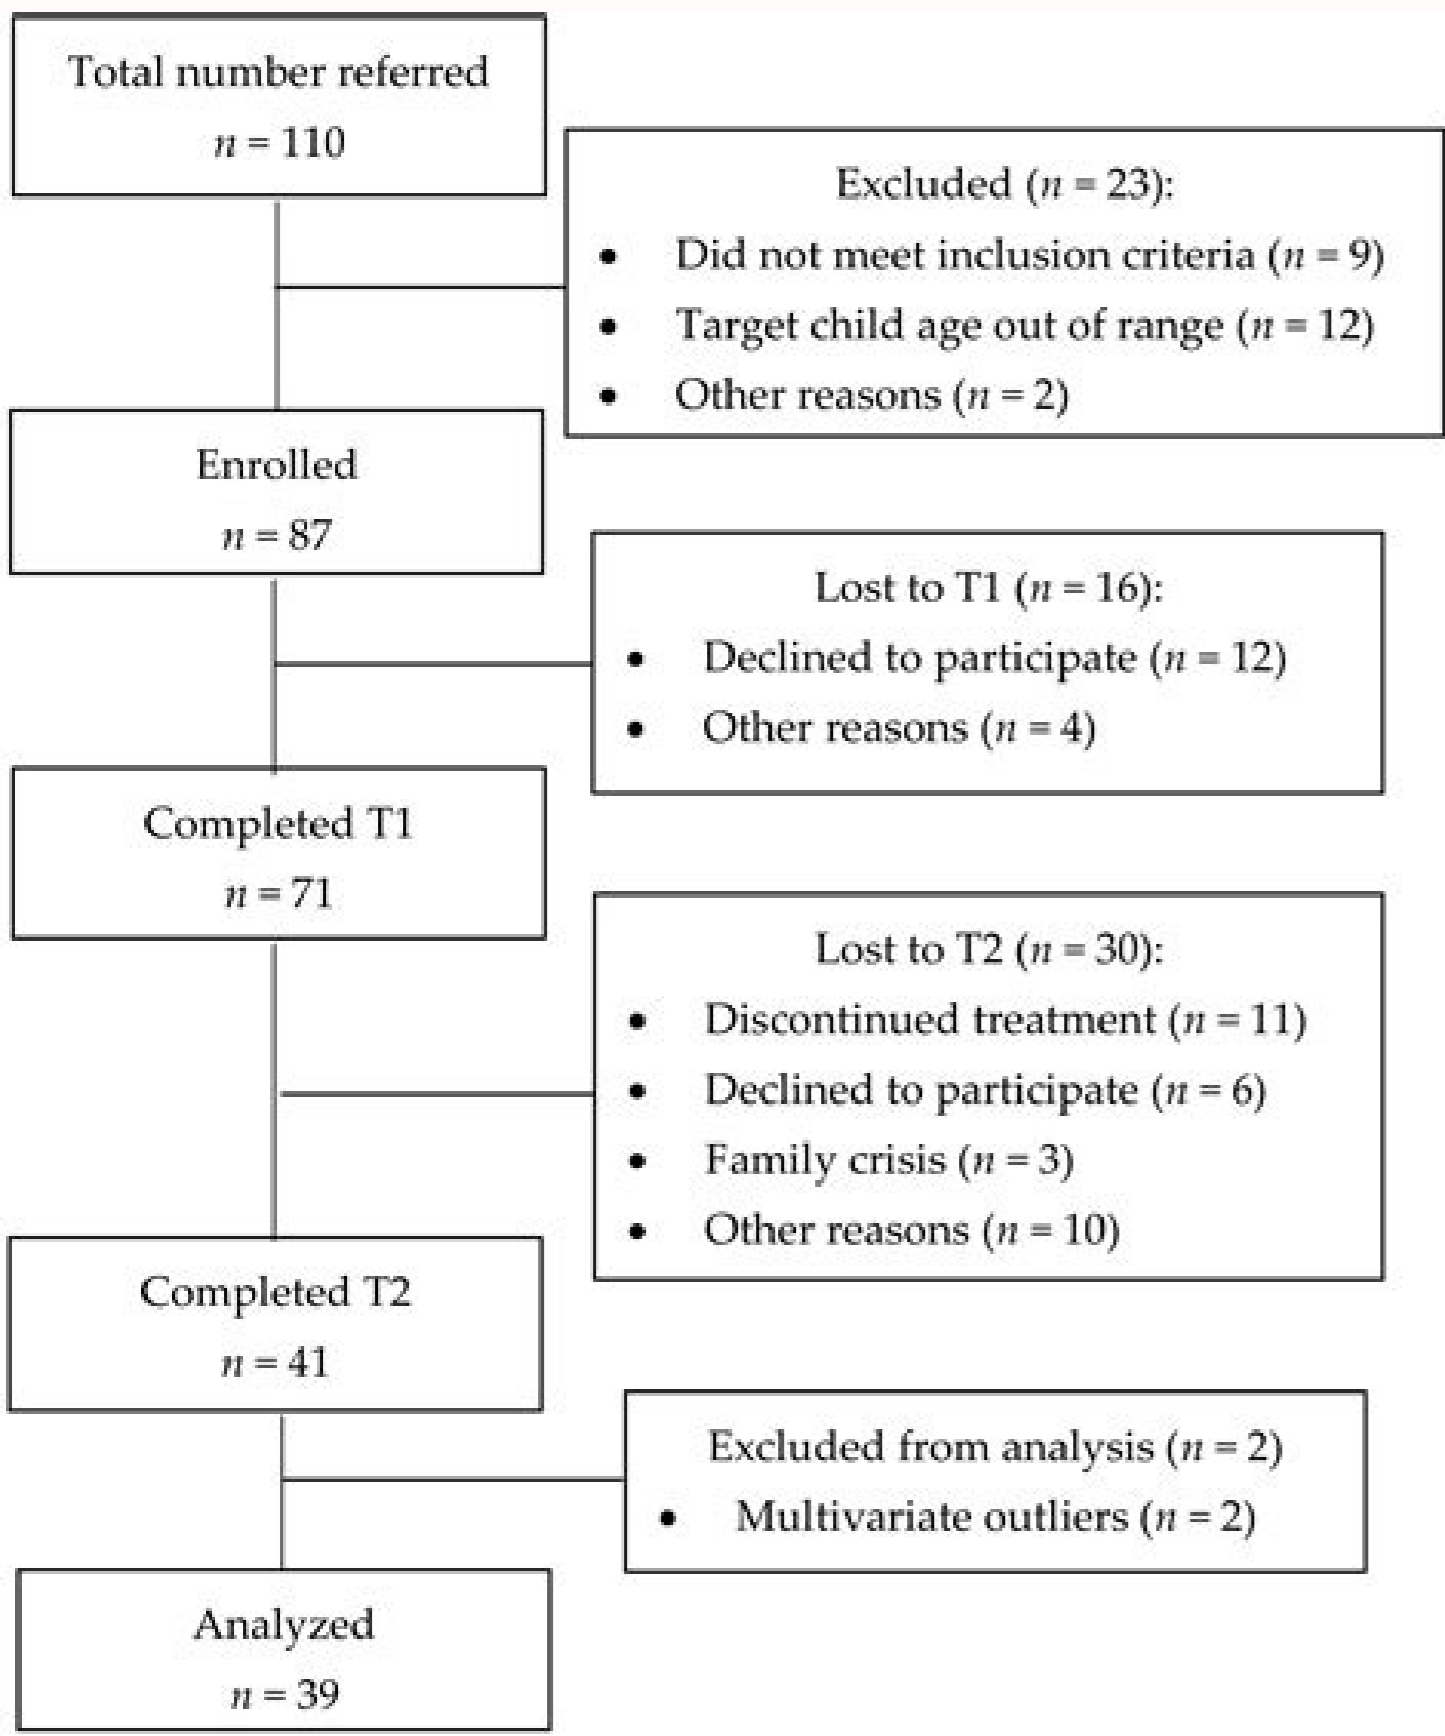 Total number referred
n = 110
Excluded (n = 23):
• Did not meet inclusion criteria (n = 9)
• Target child age out of range (n = 12)
• Other reasons (n = 2)
Enrolled
n = 87
Lost to T1 (n = 16):
• Declined to participate (n = 12)
• Other reasons (n = 4)
Completed T1
n = 71
Lost to T2 (n = 30):
• Discontinued treatment (n = 11)
• Declined to participate (n = 6)
• Family crisis (n = 3)
• Other reasons (n = 10)
Completed T2
n = 41
Excluded from analysis (n = 2)
• Multivariate outliers (n = 2)
Analyzed
n = 39